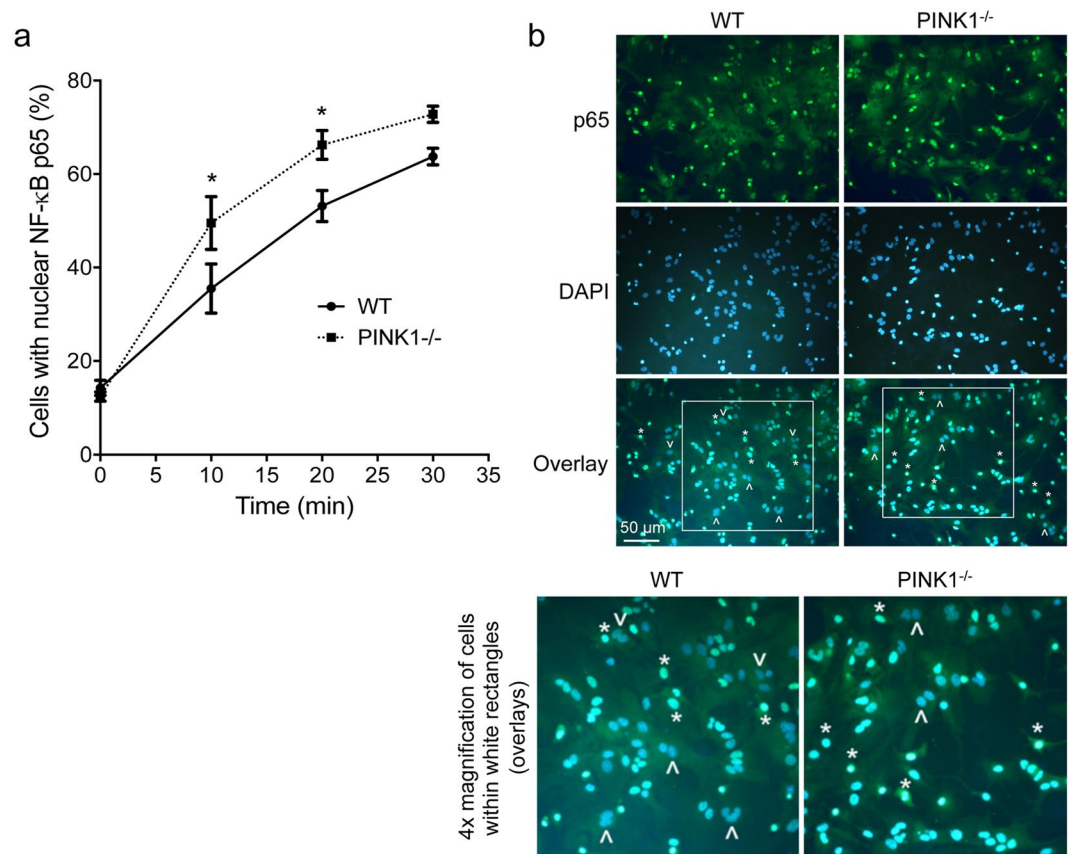 a
Cells with nuclear NF-κB p65 (%)
80
60
40
20
0
*
*
WT
PINK1-/-
0
5
10
15
20
25
30
35
Time (min)
b
WT
PINK1-/-
p65
DAPI
Overlay
50 µm
WT
PINK1-/-
4x magnification of cells
within white rectangles
(overlays)